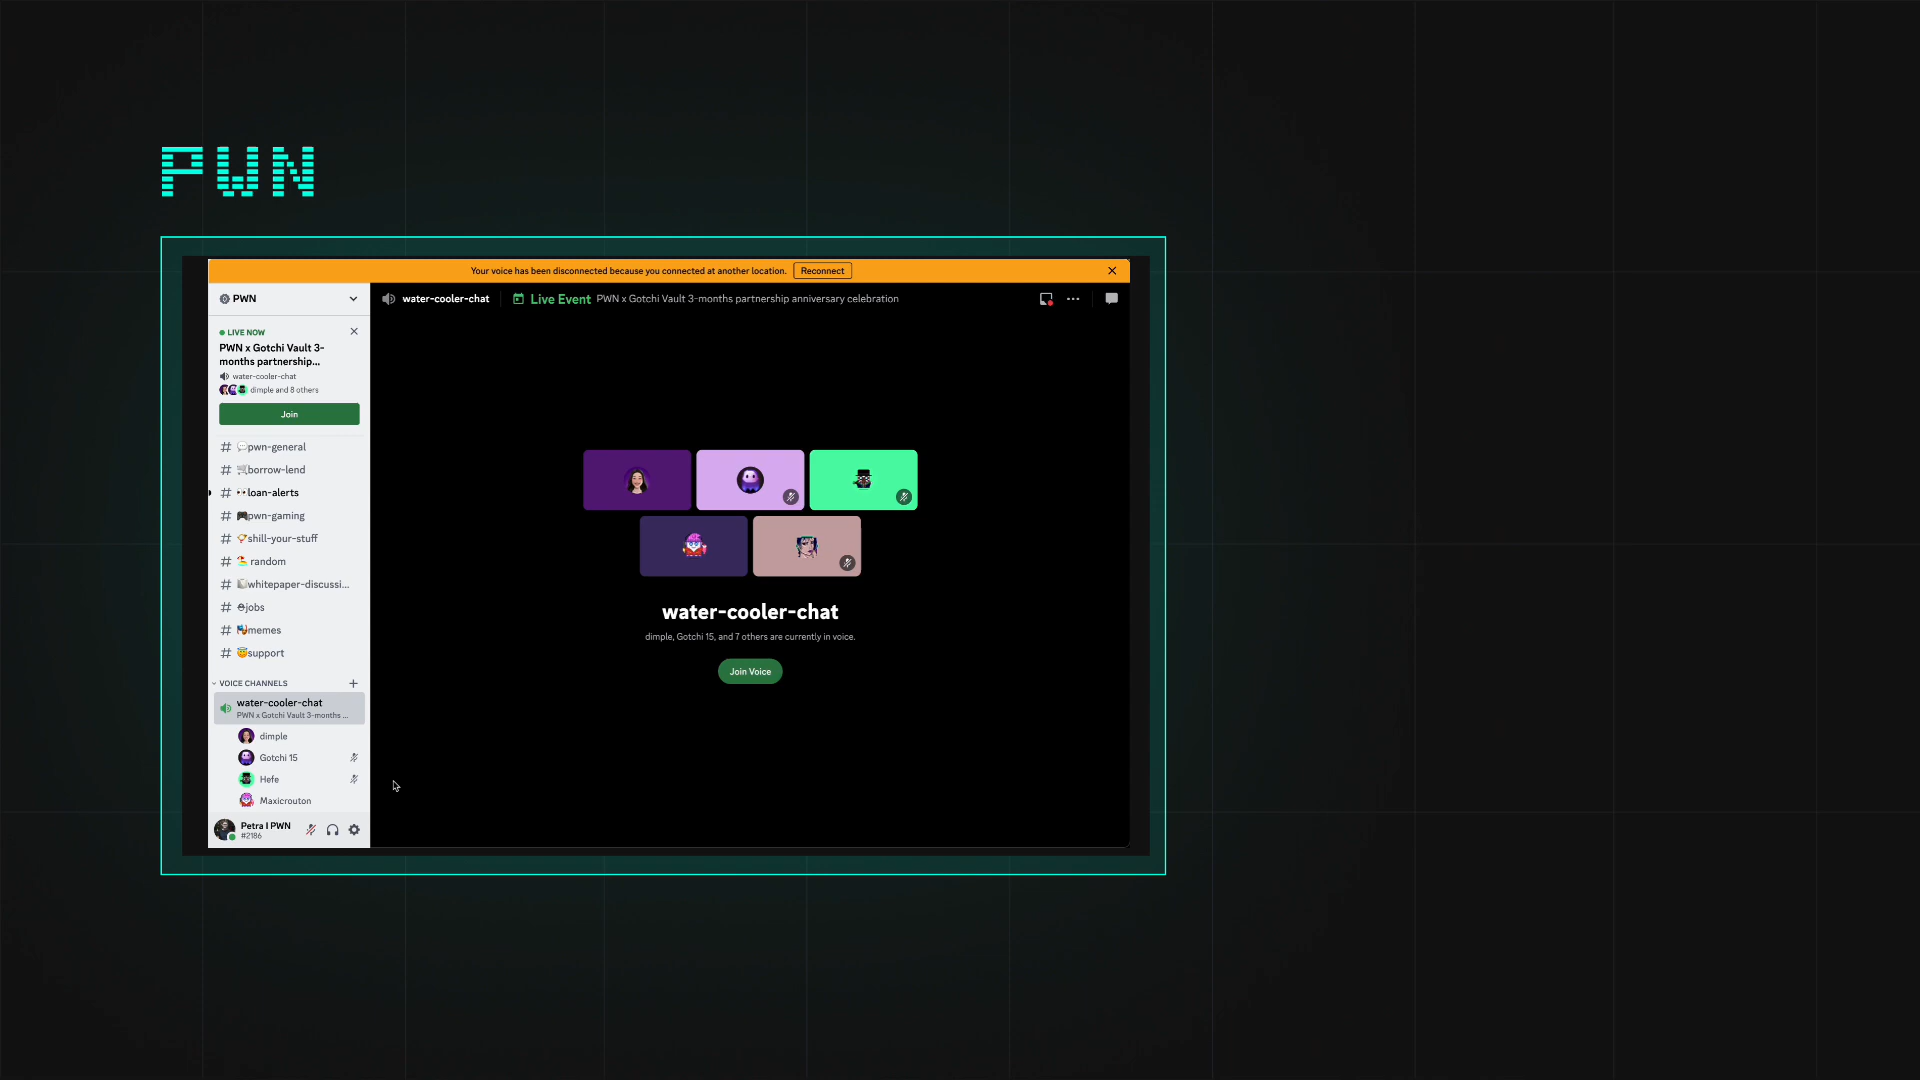 PWN
Your voice has been disconnected because you connected at another location. Reconnect
PWN
LIVE NOW
PWN x Gotchi Vault 3-
months partnership...
water-cooler-chat
dimple and 8 others
Join
pwn-general
borrow-lend
loan-alerts
pwn-gaming
shill-your-stuff
random
whitepaper-discussi...
jobs
memes
support
VOICE CHANNELS
water-cooler-chat
PWN x Gotchi Vault 3-months ...
dimple
Gotchi 15
Hefe
Maxicrouton
Petra I PWN
#2186
water-cooler-chat Live Event PWN x Gotchi Vault 3-months partnership anniversary celebration
water-cooler-chat
dimple, Gotchi 15, and 7 others are currently in voice.
Join Voice